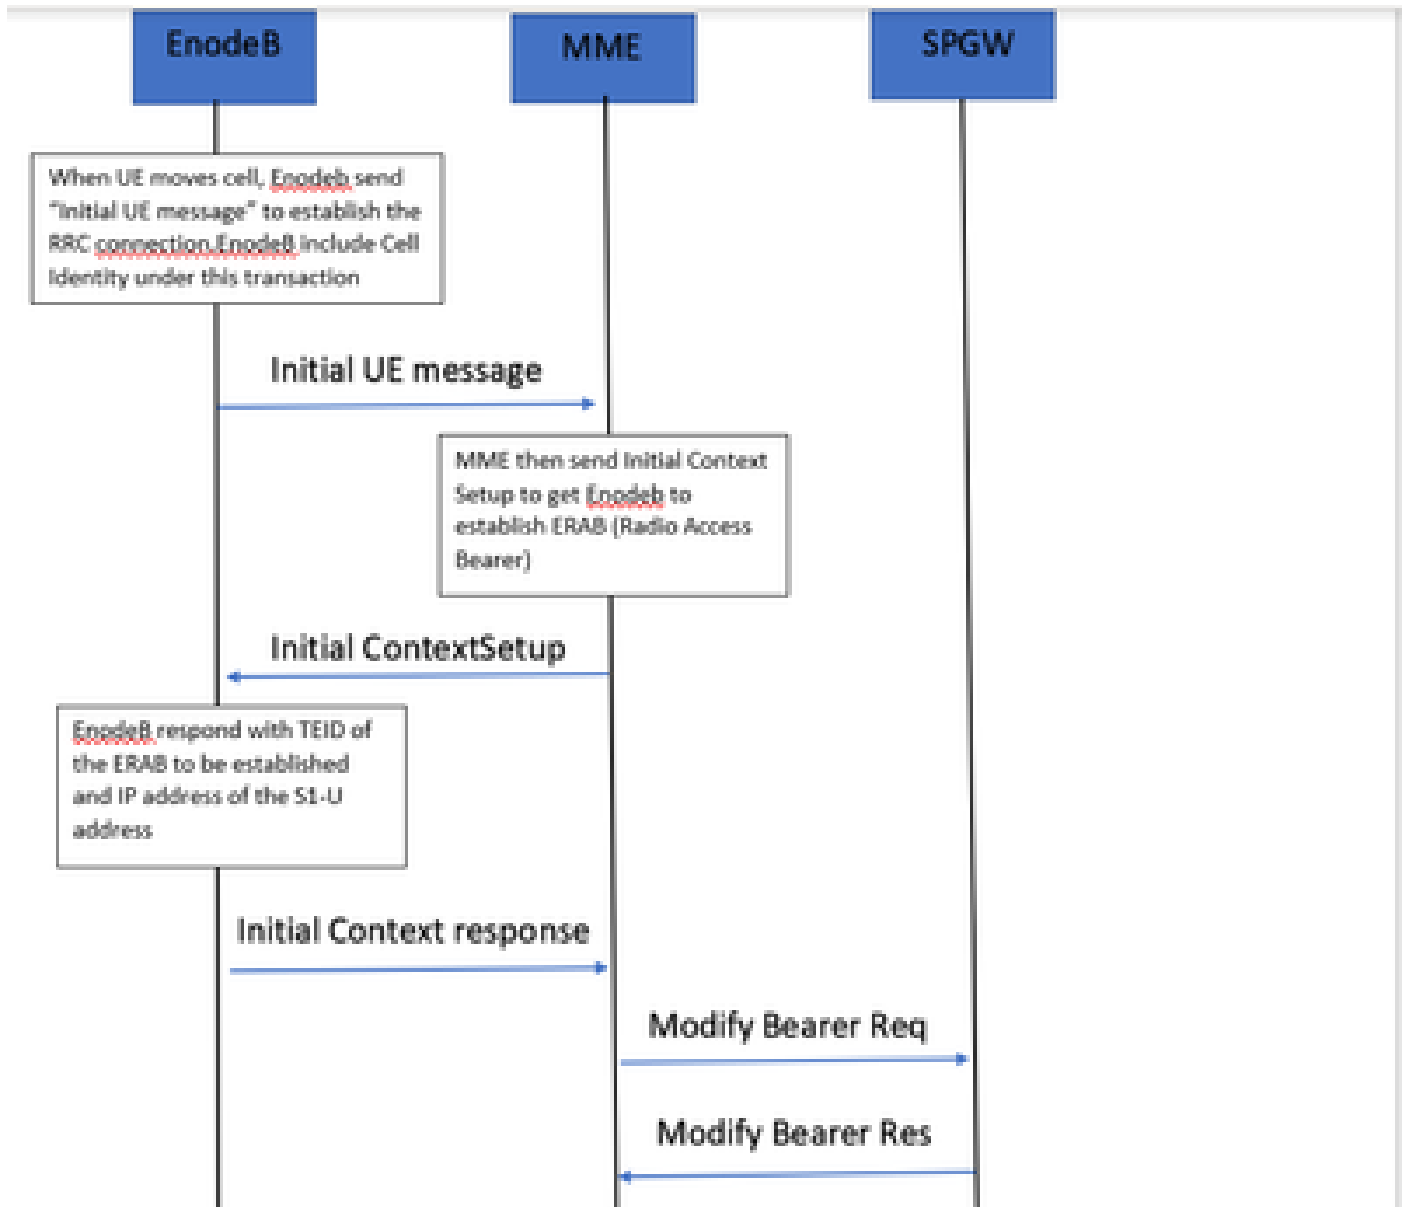 EnodeB
MME
SPGW
When UE moves cell, Enodeb send
"Initial UE message" to establish the
RRC connection.EnodeB include Cell
Identity under this transaction
Initial UE message
MME then send Initial Context
Setup to get Enodeb to
establish ERAB (Radio Access
Bearer)
Initial ContextSetup
EnodeB respond with TEID of
the ERAB to be established
and IP address of the S1-U
address
Initial Context response
Modify Bearer Req
Modify Bearer Res